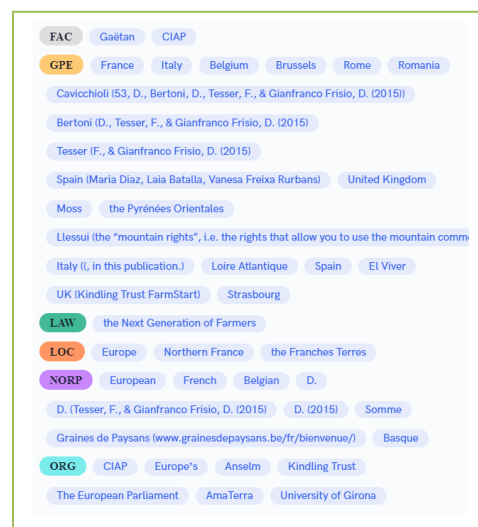 FAC Gaëtan CIAP
GPE France Italy Belgium Brussels Rome Romania
Cavicchioli (53, D., Bertoni, D., Tesser, F., & Gianfranco Frisio, D. (2015))
Bertoni (D., Tesser, F., & Gianfranco Frisio, D. (2015)
Tesser (F., & Gianfranco Frisio, D. (2015)
Spain (Maria Diaz, Laia Batalla, Vanesa Freixa Rurbans) United Kingdom
Moss the Pyrénées Orientales
Llessui (the “mountain rights”, i.e. the rights that allow you to use the mountain comm
Italy ((, in this publication.) Loire Atlantique Spain El Viver
UK (Kindling Trust FarmStart) Strasbourg
LAW the Next Generation of Farmers
LOC Europe Northern France the Franches Terres
NORP European French Belgian D.
D. (Tesser, F., & Gianfranco Frisio, D. (2015) D. (2015) Somme
Graines de Paysans (www.grainesdepaysans.be/fr/bienvenue/) Basque
ORG CIAP Europe’s Anselm Kindling Trust
The European Parliament AmaTerra University of Girona